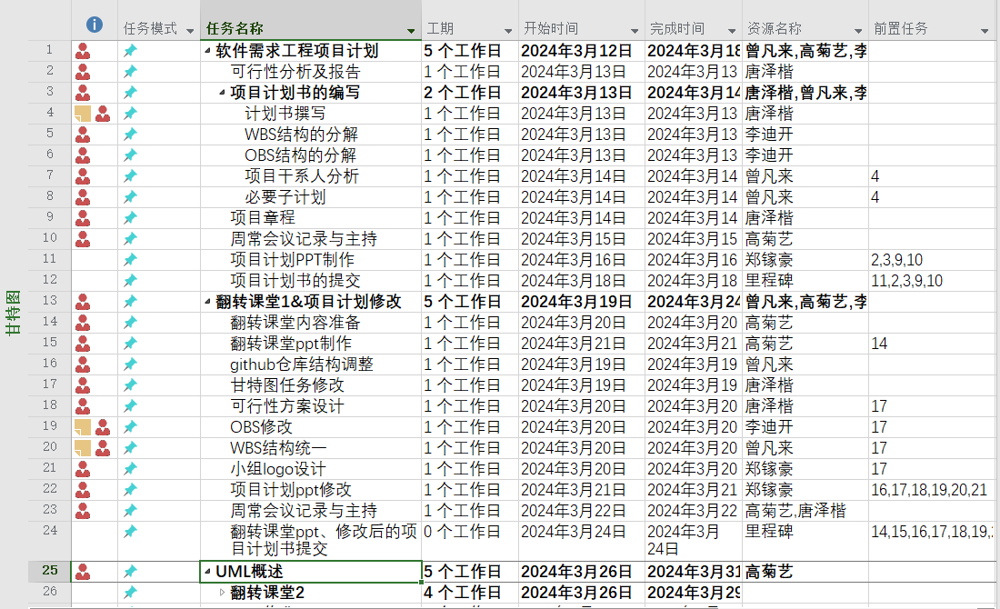 任务模式 任务名称 工期 开始时间 完成时间 资源名称 前置任务
1 软件需求工程项目计划 5 个工作日 2024年3月12日 2024年3月18 曾凡来,高菊艺,李
2 可行性分析及报告 1 个工作日 2024年3月13日 2024年3月13 唐泽楷
3 项目计划书的编写 2 个工作日 2024年3月13日 2024年3月14 唐泽楷,曾凡来,李
4 计划书撰写 1 个工作日 2024年3月13日 2024年3月13 唐泽楷
5 WBS结构的分解 1 个工作日 2024年3月13日 2024年3月13 李迪开
6 OBS结构的分解 1 个工作日 2024年3月13日 2024年3月13 李迪开
7 项目干系人分析 1 个工作日 2024年3月14日 2024年3月14 曾凡来 4
8 必要子计划 1 个工作日 2024年3月14日 2024年3月14 曾凡来 4
9 项目章程 1 个工作日 2024年3月14日 2024年3月14 唐泽楷
10 周常会议记录与主持 1 个工作日 2024年3月15日 2024年3月15 高菊艺
11 项目计划PPT制作 1 个工作日 2024年3月16日 2024年3月16 郑镓豪 2,3,9,10
12 项目计划书的提交 1 个工作日 2024年3月18日 2024年3月18 里程碑 11,2,3,9,10
甘特图
13 翻转课堂1&项目计划修改 5 个工作日 2024年3月19日 2024年3月24 曾凡来,高菊艺,李
14 翻转课堂内容准备 1 个工作日 2024年3月20日 2024年3月20 高菊艺
15 翻转课堂ppt制作 1 个工作日 2024年3月21日 2024年3月21 高菊艺 14
16 github仓库结构调整 1 个工作日 2024年3月19日 2024年3月19 曾凡来
17 甘特图任务修改 1 个工作日 2024年3月19日 2024年3月19 唐泽楷
18 可行性方案设计 1 个工作日 2024年3月20日 2024年3月20 唐泽楷 17
19 OBS修改 1 个工作日 2024年3月20日 2024年3月20 李迪开 17
20 WBS结构统一 1 个工作日 2024年3月20日 2024年3月20 曾凡来 17
21 小组logo设计 1 个工作日 2024年3月20日 2024年3月20 郑镓豪 17
22 项目计划ppt修改 1 个工作日 2024年3月21日 2024年3月21 郑镓豪 16,17,18,19,20,21
23 周常会议记录与主持 1 个工作日 2024年3月22日 2024年3月22 高菊艺,唐泽楷
24 翻转课堂ppt、修改后的项 0 个工作日 2024年3月24日 2024年3月 里程碑 14,15,16,17,18,19,
目计划书提交 24日
25 UML概述 5 个工作日 2024年3月26日 2024年3月31 高菊艺
26 翻转课堂2 4 个工作日 2024年3月26日 2024年3月29